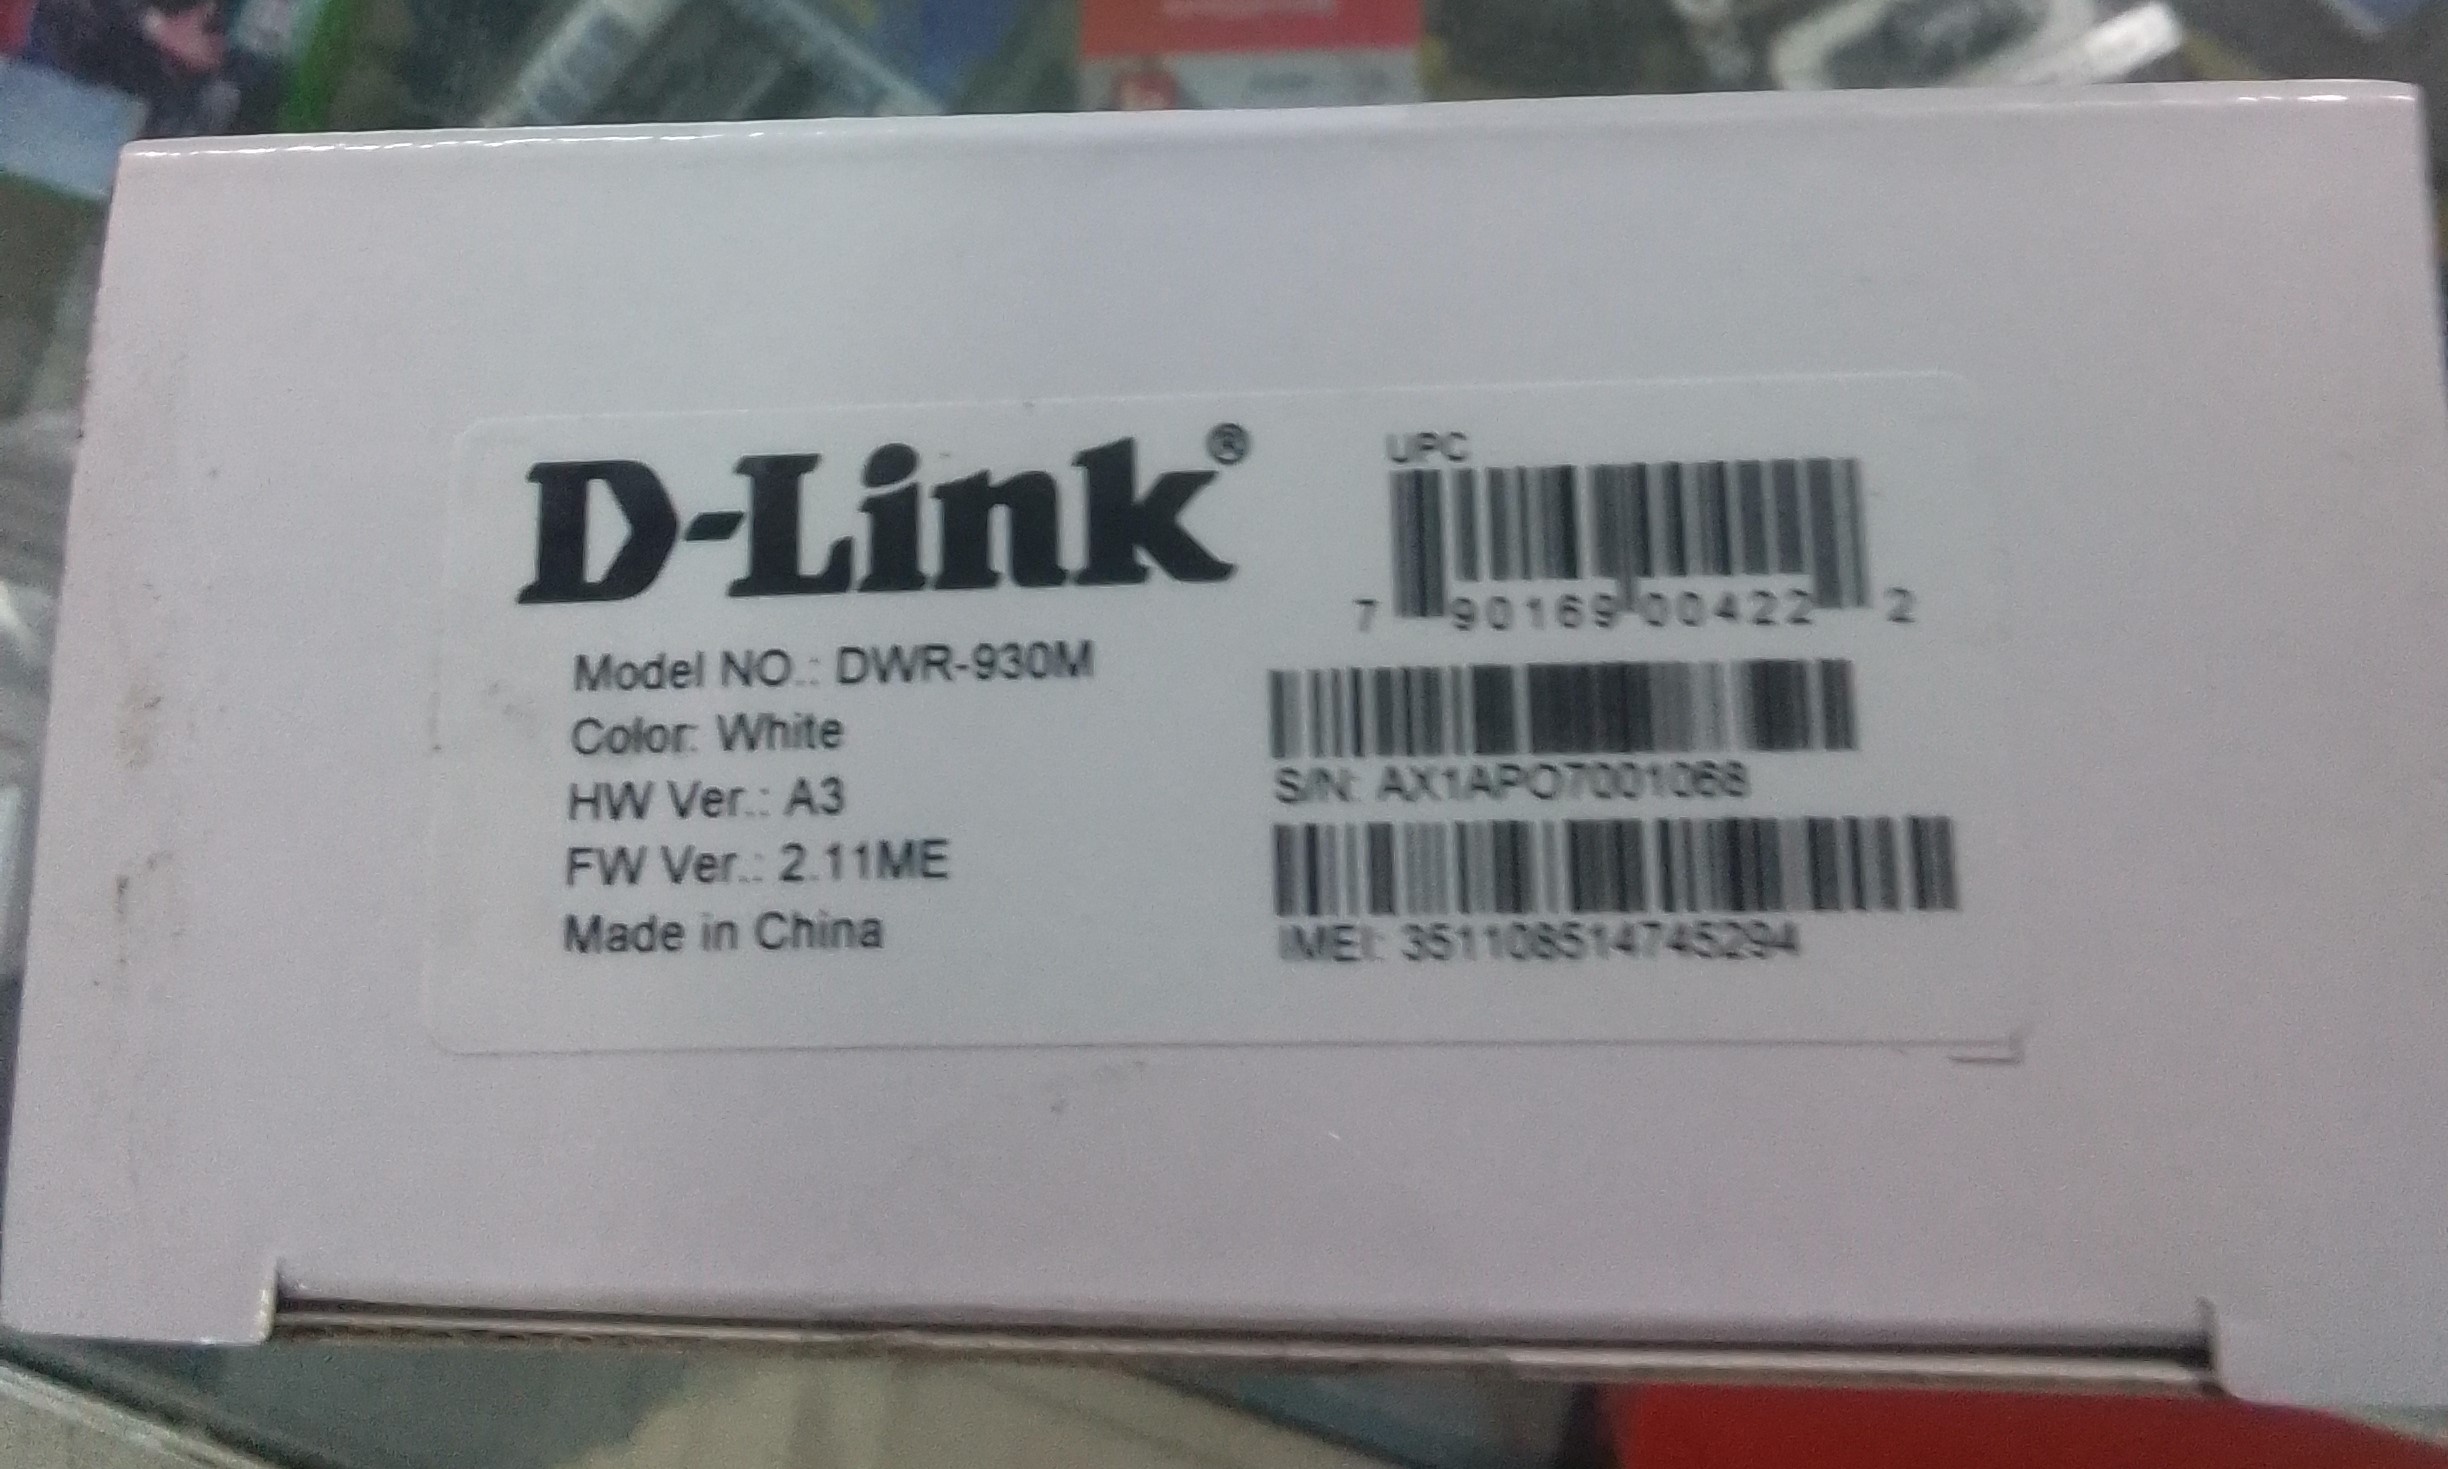 D-Link®
Model NO.: DWR-930M
Color: White
HW Ver.: A3
FW Ver.: 2.11ME
Made in China
UPC
7 90169 00422 2
S/N: AX1APO7001068
IMEI: 351108514745294